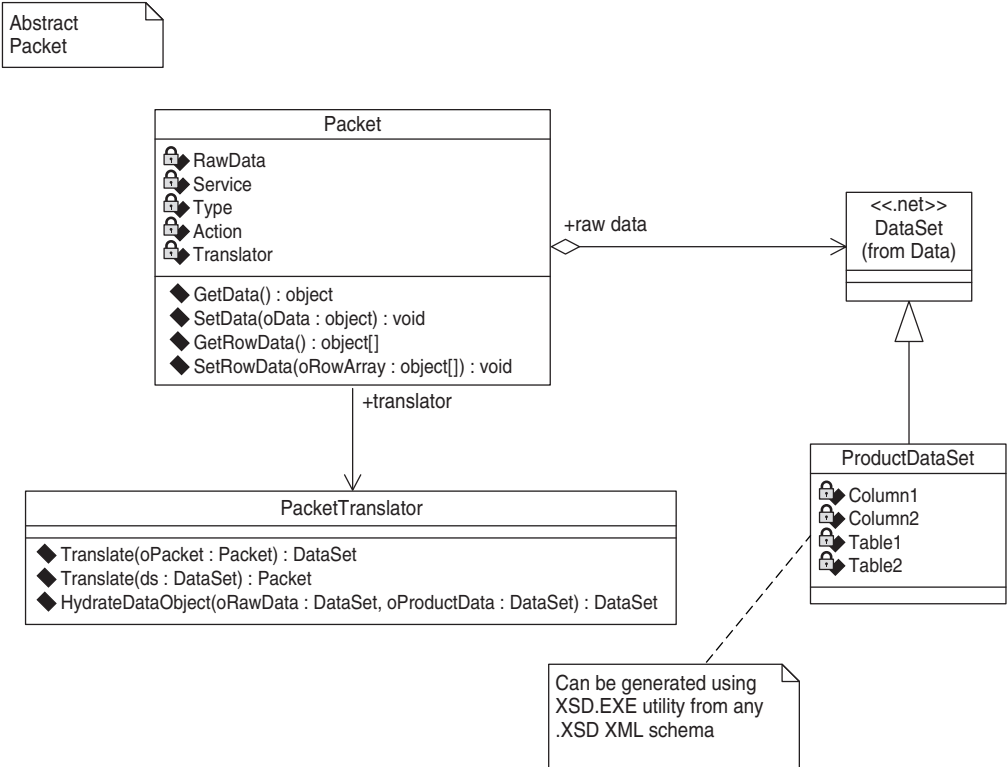 Abstract
Packet
Packet
RawData
Service
Type
Action
Translator
GetData() : object
SetData(oData : object) : void
GetRowData() : object[]
SetRowData(oRowArray : object[]) : void
+raw data
<<.net>>
DataSet
(from Data)
+translator
ProductDataSet
Column1
Column2
Table1
Table2
PacketTranslator
Translate(oPacket : Packet) : DataSet
Translate(ds : DataSet) : Packet
HydrateDataObject(oRawData : DataSet, oProductData : DataSet) : DataSet
Can be generated using
XSD.EXE utility from any
.XSD XML schema